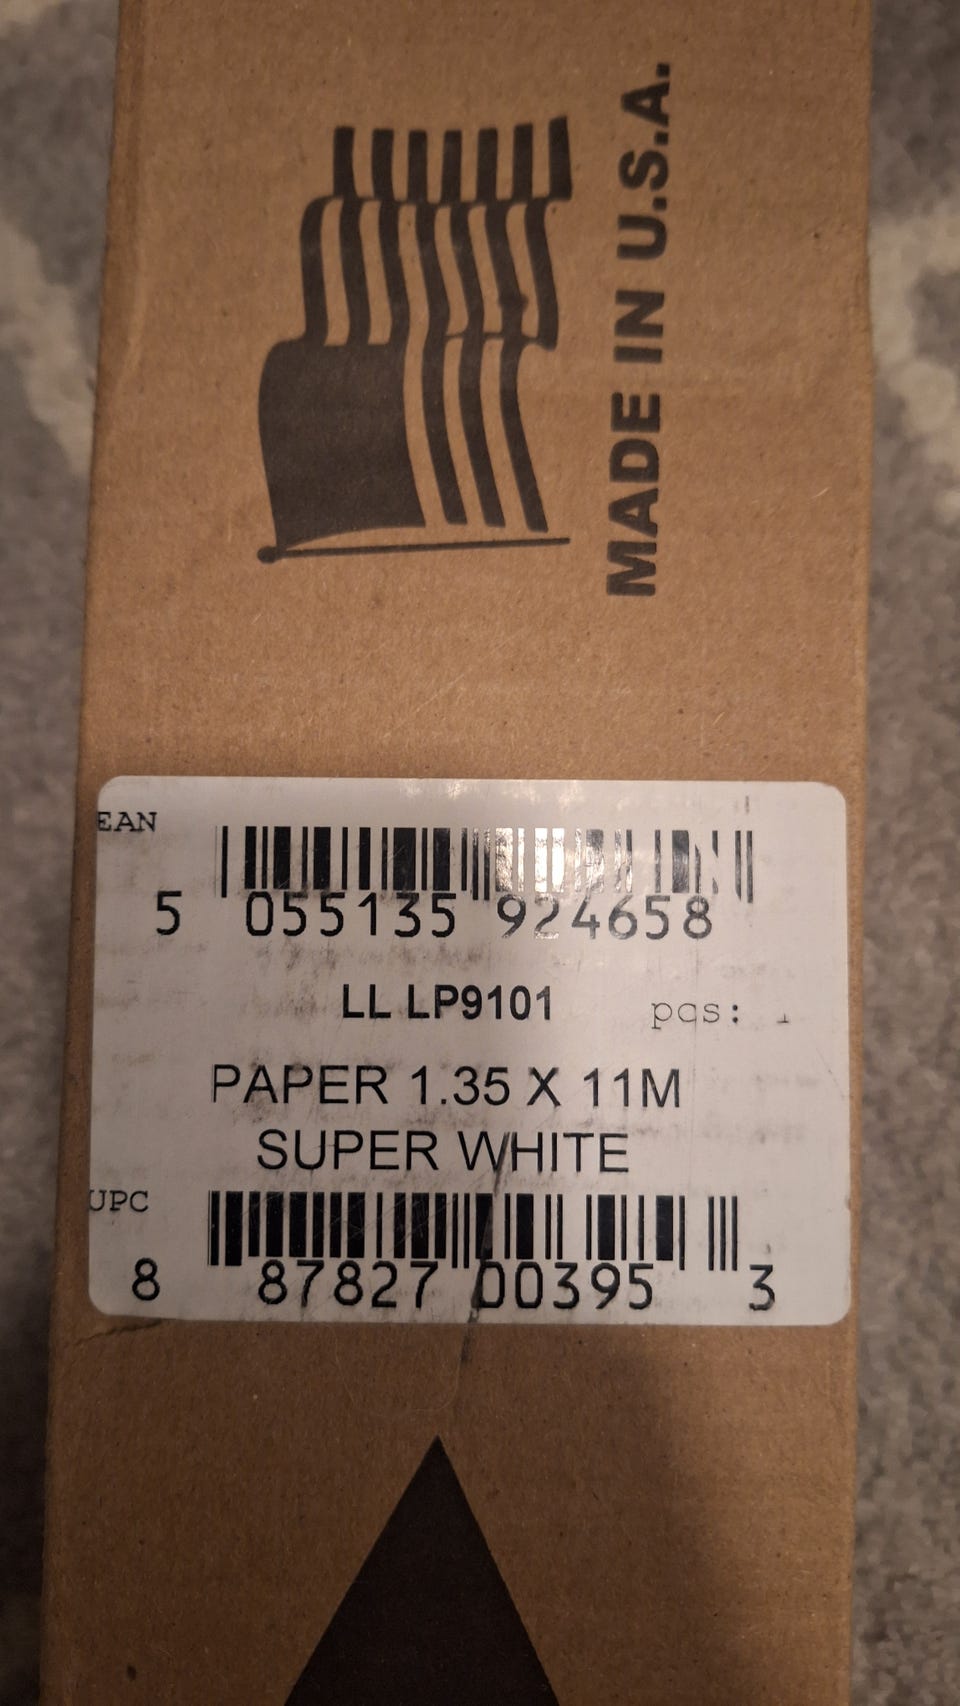 MADE IN U.S.A.
EAN
5 055135 924658
LL LP9101 pcs:
PAPER 1.35 X 11M
SUPER WHITE
UPC
8 87827 00395 3